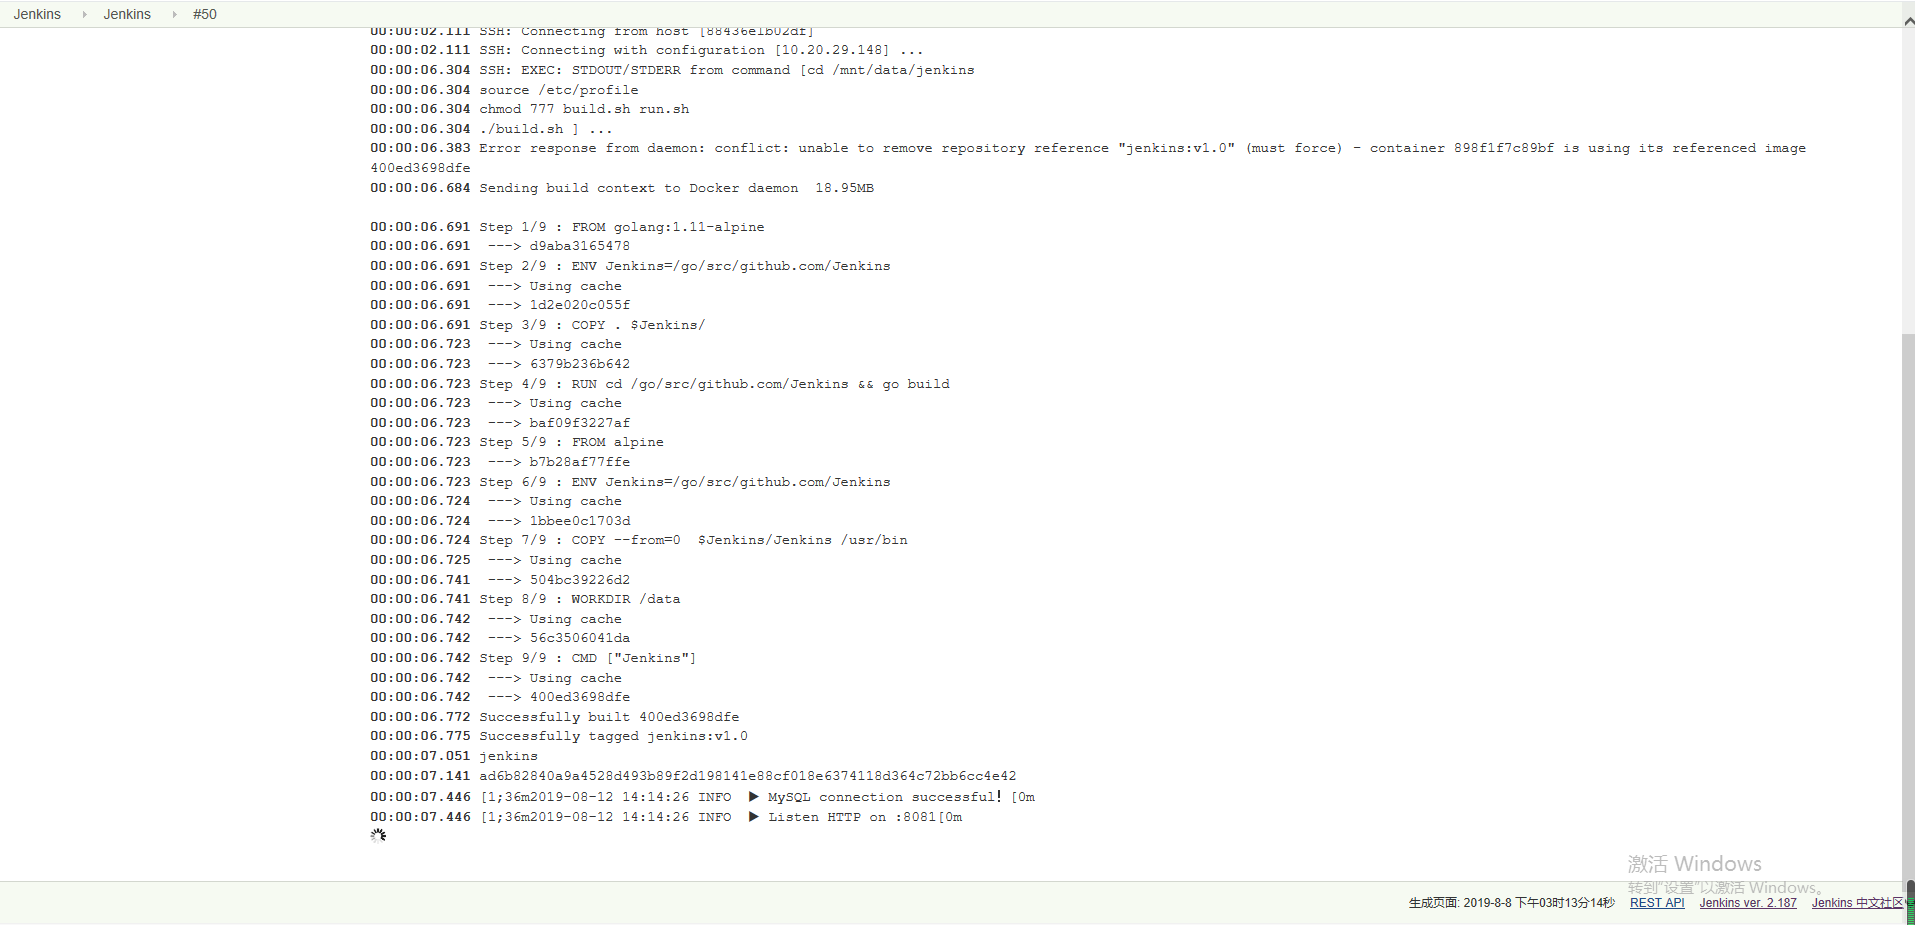 Jenkins Jenkins #50
00:00:02.111 SSH: Connecting from host [88436e1b02df]
00:00:02.111 SSH: Connecting with configuration [10.20.29.148] ...
00:00:06.304 SSH: EXEC: STDOUT/STDERR from command [cd /mnt/data/jenkins
00:00:06.304 source /etc/profile
00:00:06.304 chmod 777 build.sh run.sh
00:00:06.304 ./build.sh ] ...
00:00:06.383 Error response from daemon: conflict: unable to remove repository reference "jenkins:v1.0" (must force) - container 898f1f7c89bf is using its referenced image
400ed3698dfe
00:00:06.684 Sending build context to Docker daemon  18.95MB
00:00:06.691 Step 1/9 : FROM golang:1.11-alpine
00:00:06.691  ---> d9aba3165478
00:00:06.691 Step 2/9 : ENV Jenkins=/go/src/github.com/Jenkins
00:00:06.691  ---> Using cache
00:00:06.691  ---> 1d2e020c055f
00:00:06.691 Step 3/9 : COPY . $Jenkins/
00:00:06.723  ---> Using cache
00:00:06.723  ---> 6379b236b642
00:00:06.723 Step 4/9 : RUN cd /go/src/github.com/Jenkins && go build
00:00:06.723  ---> Using cache
00:00:06.723  ---> baf09f3227af
00:00:06.723 Step 5/9 : FROM alpine
00:00:06.723  ---> b7b28af77ffe
00:00:06.723 Step 6/9 : ENV Jenkins=/go/src/github.com/Jenkins
00:00:06.724  ---> Using cache
00:00:06.724  ---> 1bbee0c1703d
00:00:06.724 Step 7/9 : COPY --from=0  $Jenkins/Jenkins /usr/bin
00:00:06.725  ---> Using cache
00:00:06.741  ---> 504bc39226d2
00:00:06.741 Step 8/9 : WORKDIR /data
00:00:06.742  ---> Using cache
00:00:06.742  ---> 56c3506041da
00:00:06.742 Step 9/9 : CMD ["Jenkins"]
00:00:06.742  ---> Using cache
00:00:06.742  ---> 400ed3698dfe
00:00:06.772 Successfully built 400ed3698dfe
00:00:06.775 Successfully tagged jenkins:v1.0
00:00:07.051 jenkins
00:00:07.141 ad6b82840a9a4528d493b89f2d198141e88cf018e6374118d364c72bb6cc4e42
00:00:07.446 [1;36m2019-08-12 14:14:26 INFO  ▶ MySQL connection successful! [0m
00:00:07.446 [1;36m2019-08-12 14:14:26 INFO  ▶ Listen HTTP on :8081[0m
激活 Windows
转到"设置"以激活 Windows。
生成页面: 2019-8-8 下午03时13分14秒 REST API Jenkins ver. 2.187 Jenkins 中文社区